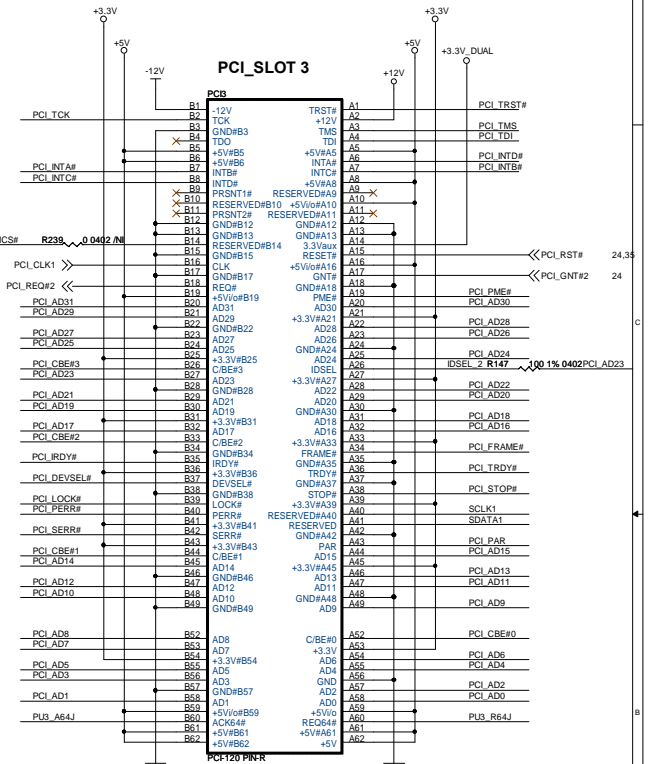 +3.3V
+3.3V
+5V
+5V
+3.3V_DUAL
-12V
+12V
PCI_SLOT 3
PCI3
B1 -12V TRST# A1 PCI_TRST#
PCI_TCK B2 TCK +12V A2
B3 GND#B3 TMS A3 PCI_TMS
B4 TDO TDI A4 PCI_TDI
B5 +5V#B5 +5V#A5 A5
B6 +5V#B6 INTA# A6 PCI_INTD#
PCI_INTA# B7 INTB# INTC# A7 PCI_INTB#
PCI_INTC# B8 INTD# +5V#A8 A8
B9 PRSNT1# RESERVED#A9 A9
B10 RESERVED#B10 +5Vi/o#A10 A10
B11 PRSNT2# RESERVED#A11 A11
B12 GND#B12 GND#A12 A12
B13 GND#B13 GND#A13 A13
ICS# R239 0 0402 /NI B14 RESERVED#B14 3.3Vaux A14
B15 GND#B15 RESET# A15 PCI_RST# 24,35
PCI_CLK1 B16 CLK +5Vi/o#A16 A16
B17 GND#B17 GNT# A17 PCI_GNT#2 24
PCI_REQ#2 B18 REQ# GND#A18 A18
B19 +5Vi/o#B19 PME# A19 PCI_PME#
PCI_AD31 B20 AD31 AD30 A20 PCI_AD30
PCI_AD29 B21 AD29 +3.3V#A21 A21
B22 GND#B22 AD28 A22 PCI_AD28
PCI_AD27 B23 AD27 AD26 A23 PCI_AD26
PCI_AD25 B24 AD25 GND#A24 A24
B25 +3.3V#B25 AD24 A25 PCI_AD24
PCI_CBE#3 B26 C/BE#3 IDSEL A26 IDSEL_2 R147 100 1% 0402 PCI_AD23
PCI_AD23 B27 AD23 +3.3V#A27 A27
B28 GND#B28 AD22 A28 PCI_AD22
PCI_AD21 B29 AD21 AD20 A29 PCI_AD20
PCI_AD19 B30 AD19 GND#A30 A30
B31 +3.3V#B31 AD18 A31 PCI_AD18
PCI_AD17 B32 AD17 AD16 A32 PCI_AD16
PCI_CBE#2 B33 C/BE#2 +3.3V#A33 A33
B34 GND#B34 FRAME# A34 PCI_FRAME#
PCI_IRDY# B35 IRDY# GND#A35 A35
B36 +3.3V#B36 TRDY# A36 PCI_TRDY#
PCI_DEVSEL# B37 DEVSEL# GND#A37 A37
B38 GND#B38 STOP# A38 PCI_STOP#
PCI_LOCK# B39 LOCK# +3.3V#A39 A39
PCI_PERR# B40 PERR# RESERVED#A40 A40 SCLK1
B41 +3.3V#B41 RESERVED A41 SDATA1
PCI_SERR# B42 SERR# GND#A42 A42
B43 +3.3V#B43 PAR A43 PCI_PAR
PCI_CBE#1 B44 C/BE#1 AD15 A44 PCI_AD15
PCI_AD14 B45 AD14 +3.3V#A45 A45
B46 GND#B46 AD13 A46 PCI_AD13
PCI_AD12 B47 AD12 AD11 A47 PCI_AD11
PCI_AD10 B48 AD10 GND#A48 A48
B49 GND#B49 AD9 A49 PCI_AD9
PCI_AD8 B52 AD8 C/BE#0 A52 PCI_CBE#0
PCI_AD7 B53 AD7 +3.3V A53
B54 +3.3V#B54 AD6 A54 PCI_AD6
PCI_AD5 B55 AD5 AD4 A55 PCI_AD4
PCI_AD3 B56 AD3 GND A56
B57 GND#B57 AD2 A57 PCI_AD2
PCI_AD1 B58 AD1 AD0 A58 PCI_AD0
B59 +5Vi/o#B59 +5Vi/o A59
PU3_A64J B60 ACK64# REQ64# A60 PU3_R64J
B61 +5V#B61 +5V#A61 A61
B62 +5V#B62 +5V A62
PCI-120 PIN-R
C
B